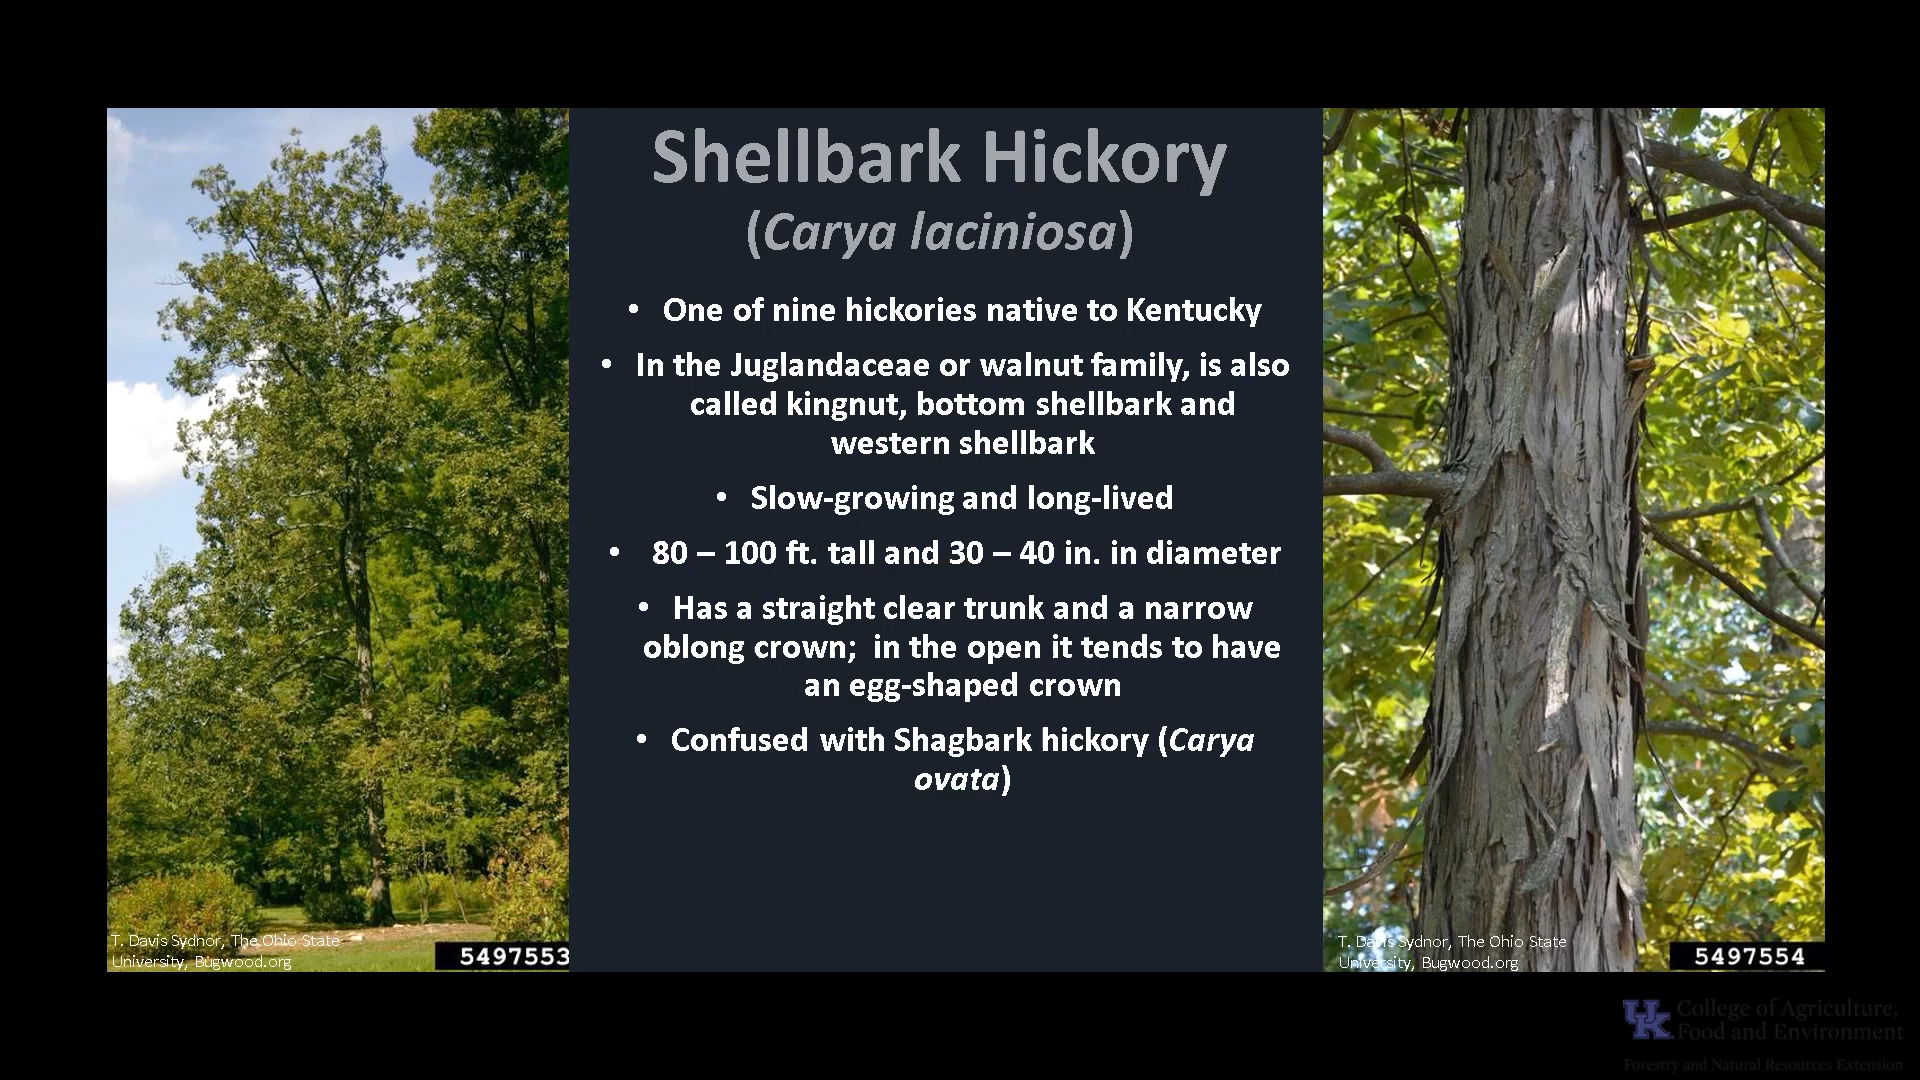 Shellbark Hickory
(Carya laciniosa)
• One of nine hickories native to Kentucky
• In the Juglandaceae or walnut family, is also
called kingnut, bottom shellbark and
western shellbark
• Slow-growing and long-lived
• 80 – 100 ft. tall and 30 – 40 in. in diameter
• Has a straight clear trunk and a narrow
oblong crown;  in the open it tends to have
an egg-shaped crown
• Confused with Shagbark hickory (Carya
ovata)
T. Davis Sydnor, The Ohio State
University, Bugwood.org
5497553
T. Davis Sydnor, The Ohio State
University, Bugwood.org
5497554
UK College of Agriculture,
Food and Environment
Forestry and Natural Resources Extension